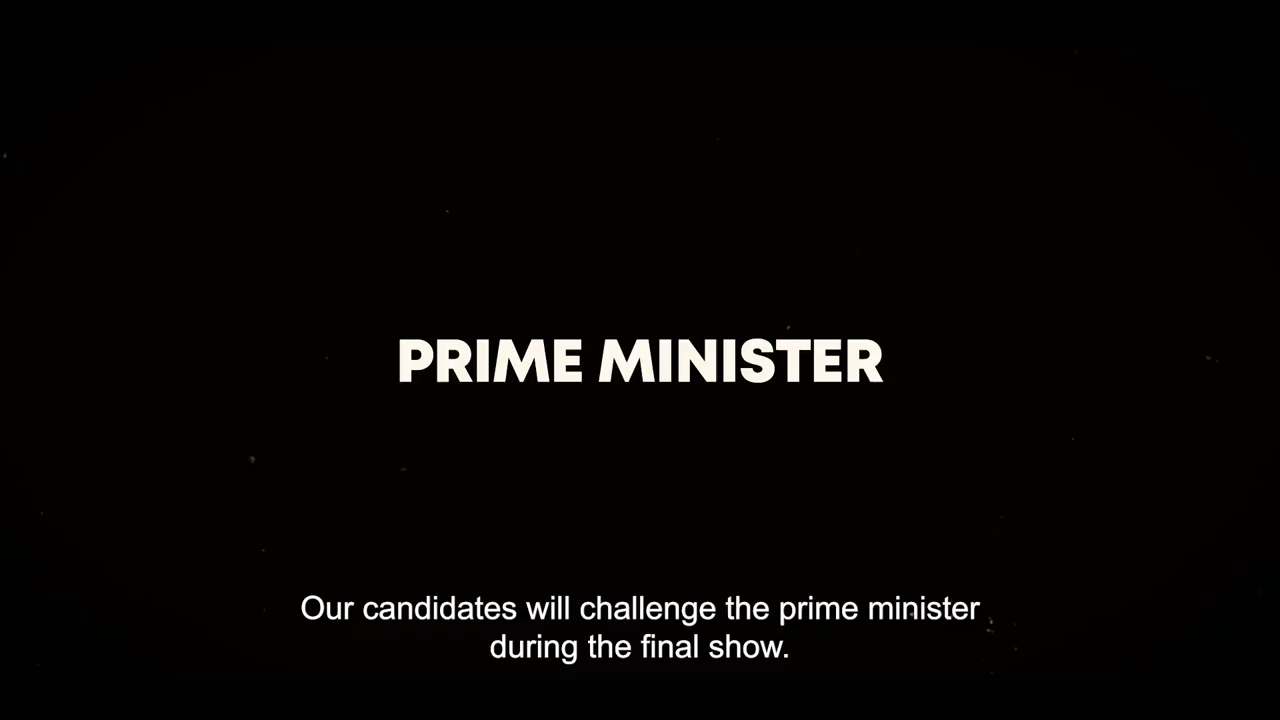 PRIME MINISTER
Our candidates will challenge the prime minister
during the final show.